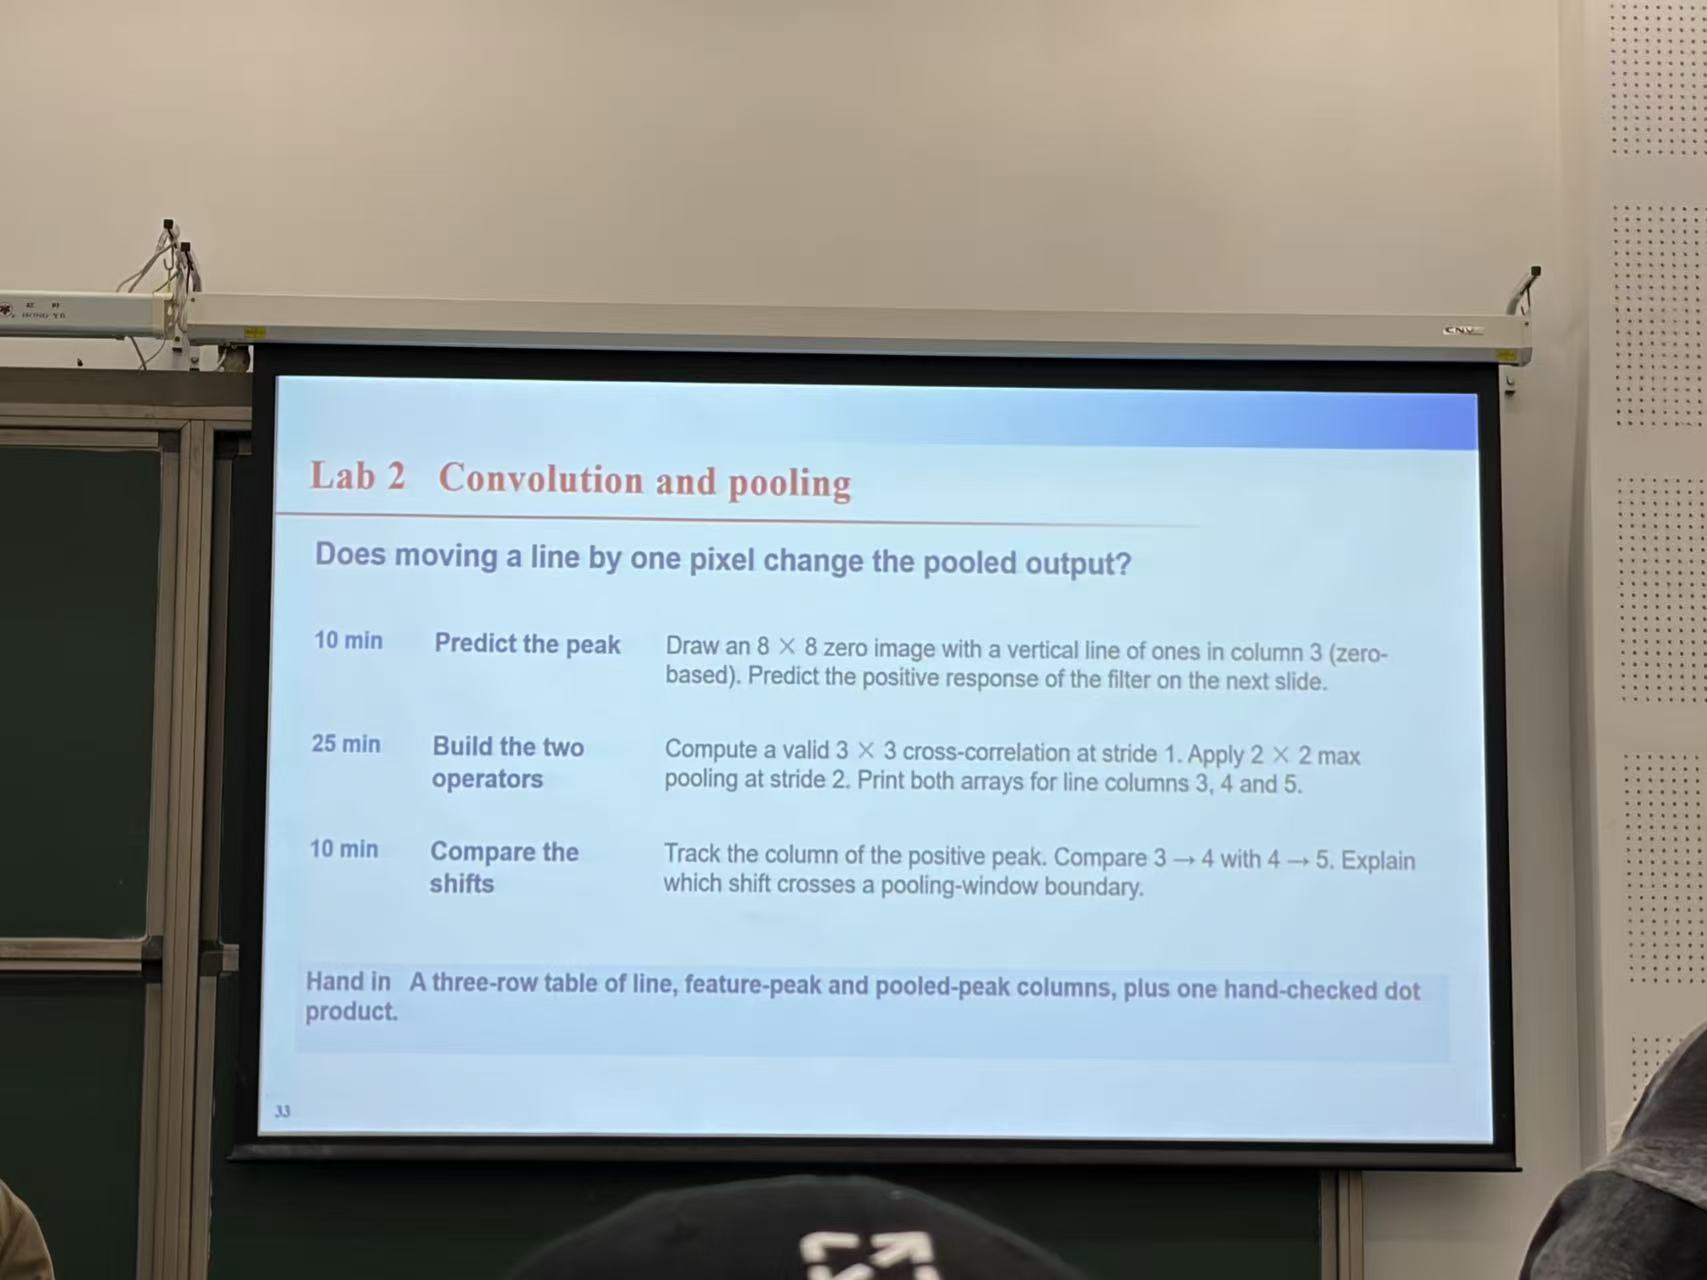 CNV
Lab 2 Convolution and pooling
Does moving a line by one pixel change the pooled output?
10 min Predict the peak Draw an 8 × 8 zero image with a vertical line of ones in column 3 (zero-
based). Predict the positive response of the filter on the next slide.
25 min Build the two Compute a valid 3 × 3 cross-correlation at stride 1. Apply 2 × 2 max
operators pooling at stride 2. Print both arrays for line columns 3, 4 and 5.
10 min Compare the Track the column of the positive peak. Compare 3 → 4 with 4 → 5. Explain
shifts which shift crosses a pooling-window boundary.
Hand in A three-row table of line, feature-peak and pooled-peak columns, plus one hand-checked dot
product.
33